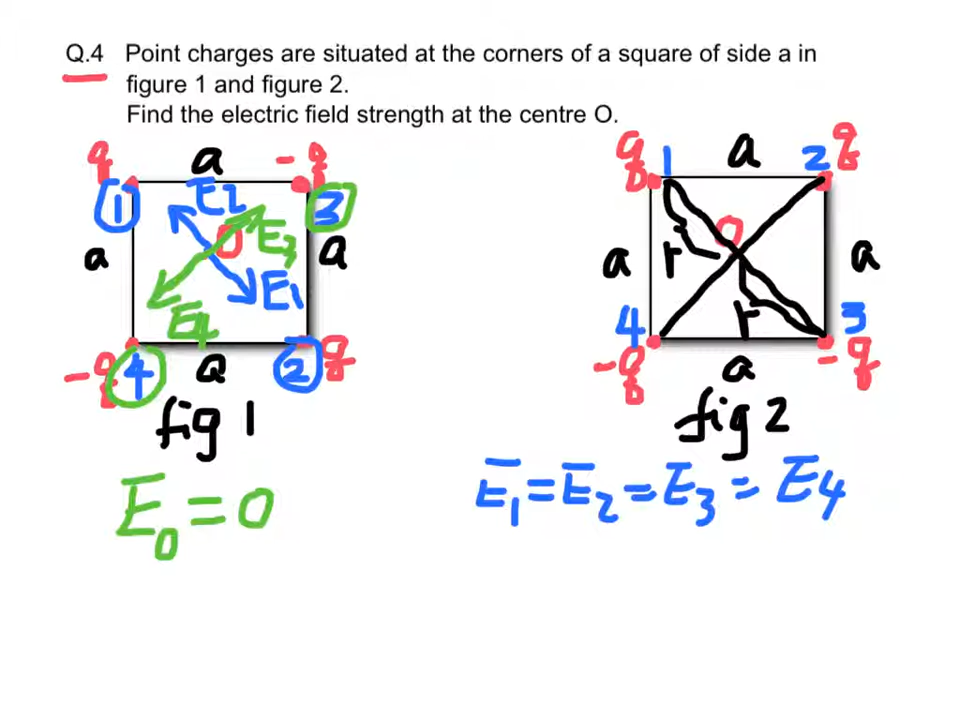 Q.4 Point charges are situated at the corners of a square of side a in
figure 1 and figure 2.
Find the electric field strength at the centre O.
q a -q
1 E2 3
a O E3 a
E1
E4
-q 4 a 2 q
fig 1
E0 = 0
q 1 a 2 q
O
a r a
4 r 3
-q a -q
fig 2
E1 = E2 = E3 = E4